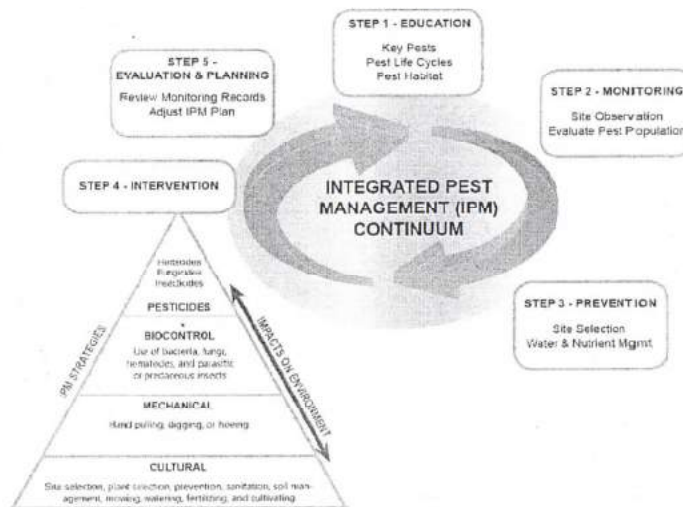 STEP 1 - EDUCATION
Key Pests
Pest Life Cycles
Pest Habitat
STEP 2 - MONITORING
Site Observation
Evaluate Pest Population
STEP 3 - PREVENTION
Site Selection
Water & Nutrient Mgmt
STEP 4 - INTERVENTION
STEP 5 -
EVALUATION & PLANNING
Review Monitoring Records
Adjust IPM Plan
INTEGRATED PEST
MANAGEMENT (IPM)
CONTINUUM
IPM STRATEGIES
IMPACTS ON ENVIRONMENT
Herbicides
Fungicides
Insecticides
PESTICIDES
BIOCONTROL
Use of bacteria, fungi,
nematodes, and parasitic
or predaceous insects
MECHANICAL
Hand pulling, digging, or hoeing
CULTURAL
Site selection, plant selection, prevention, sanitation, soil man-
agement, mowing, watering, fertilizing, and cultivating